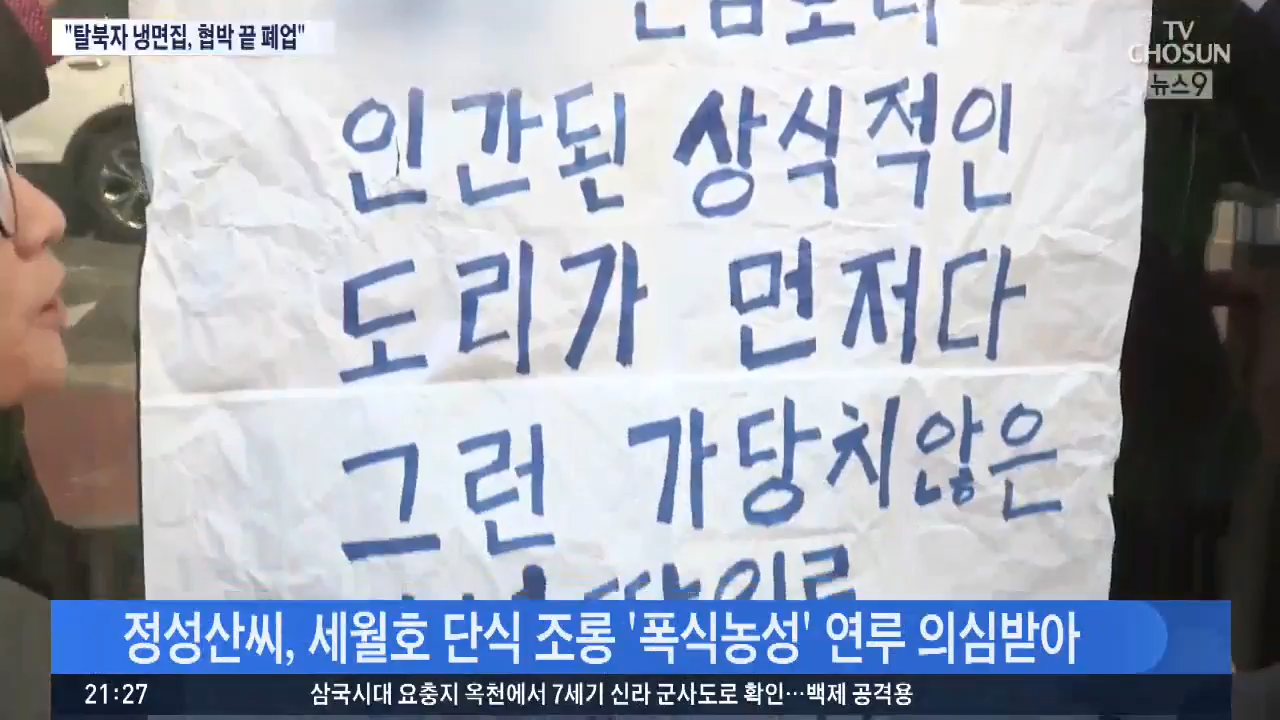 "탈북자 냉면집, 협박 끝 폐업"
TV
CHOSUN
뉴스9
인간된 상식적인
도리가 먼저다
그런 가당치않은
정성산씨, 세월호 단식 조롱 '폭식농성' 연루 의심받아
21:27 삼국시대 요충지 옥천에서 7세기 신라 군사도로 확인…백제 공격용